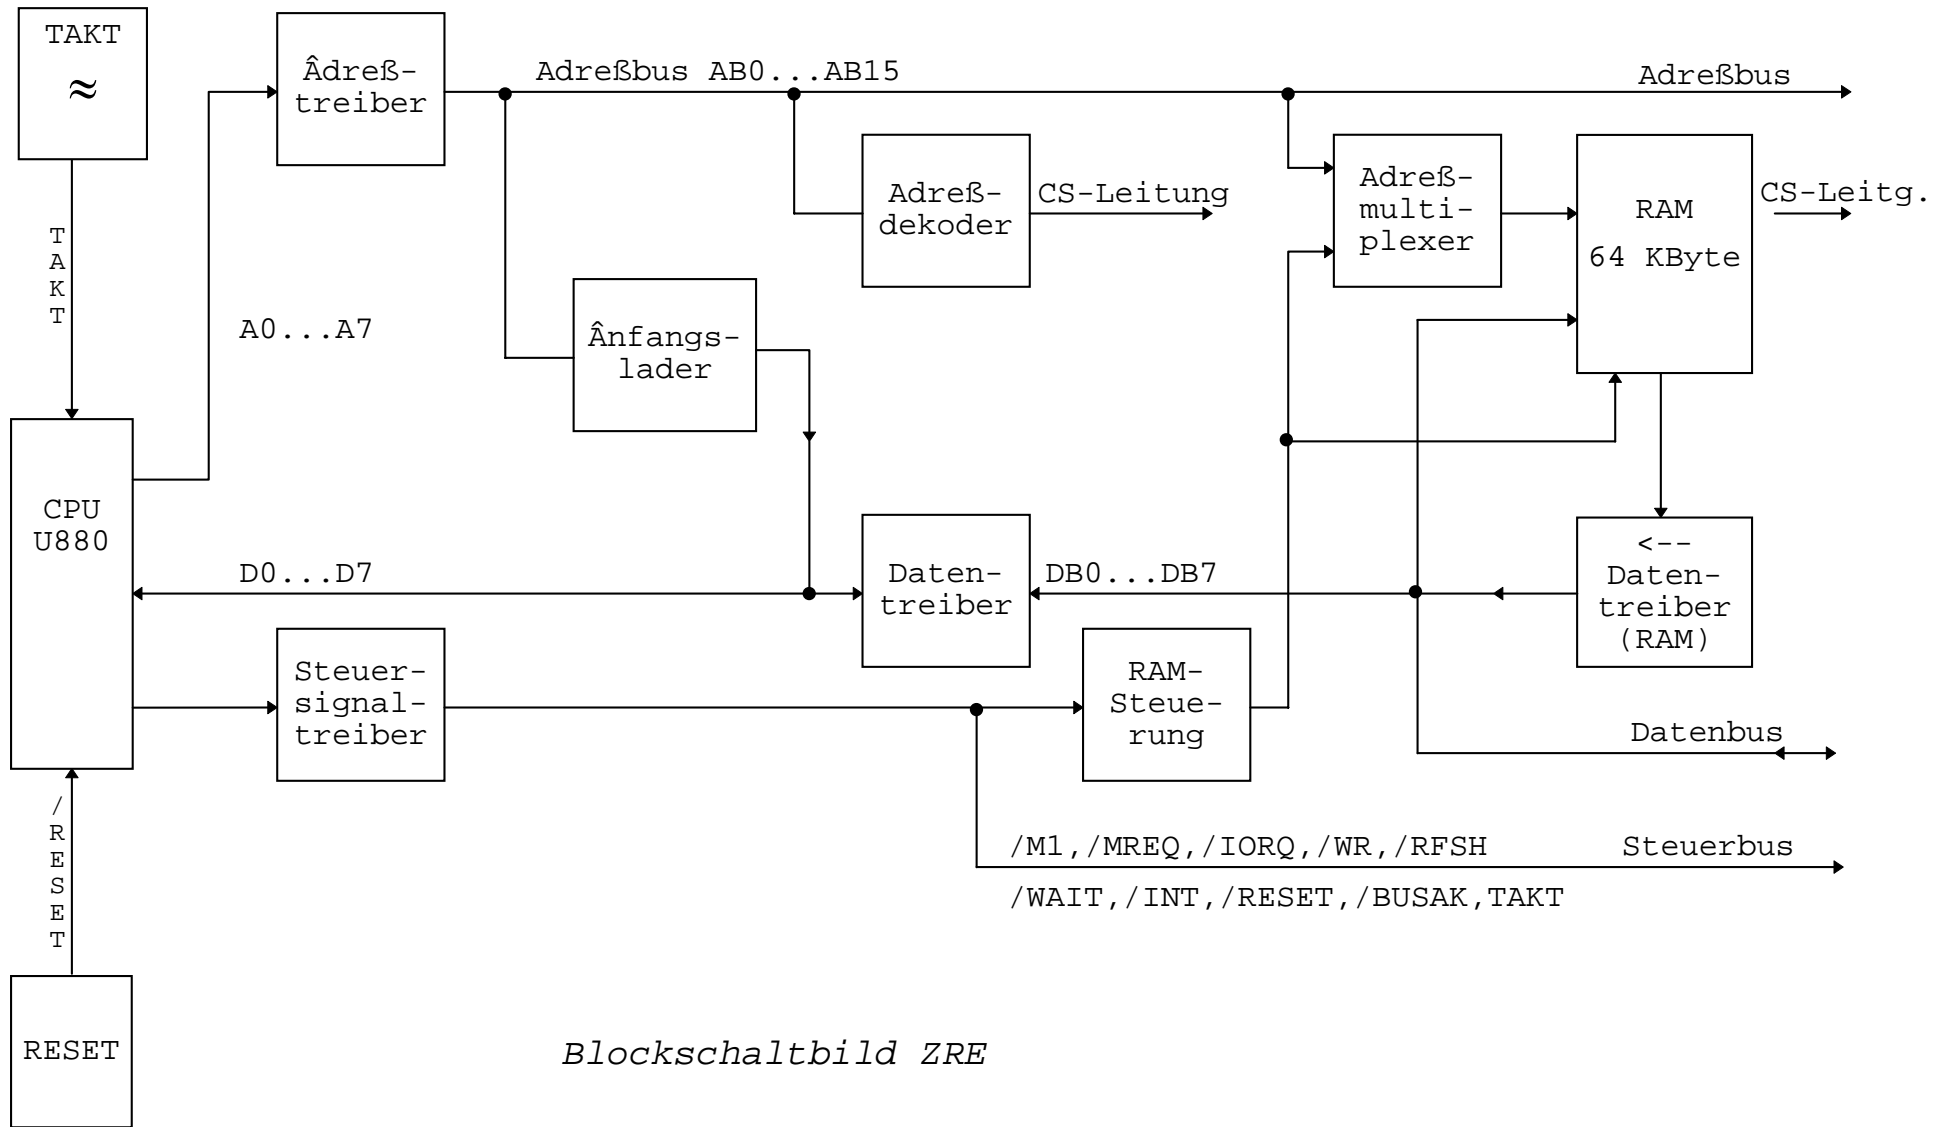 TAKT
≈
Âdreß-
treiber
Adreßbus AB0...AB15
Adreßbus
Adreß-
dekoder
CS-Leitung
Adreß-
multi-
plexer
RAM
64 KByte
CS-Leitg.
TAKT
A0...A7
Ânfangs-
lader
CPU
U880
D0...D7
Daten-
treiber
DB0...DB7
<--
Daten-
treiber
(RAM)
Steuer-
signal-
treiber
RAM-
Steue-
rung
Datenbus
/RESET
/M1,/MREQ,/IORQ,/WR,/RFSH
Steuerbus
/WAIT,/INT,/RESET,/BUSAK,TAKT
RESET
Blockschaltbild ZRE